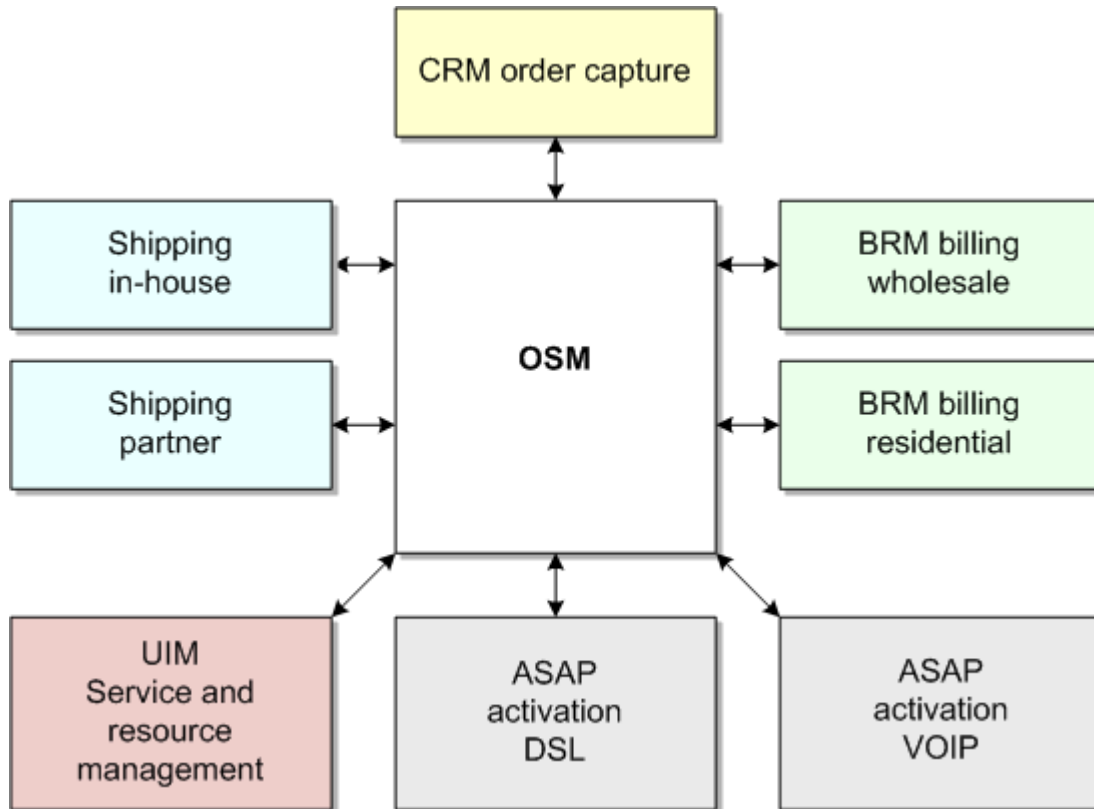 CRM order capture
Shipping
in-house
BRM billing
wholesale
OSM
Shipping
partner
BRM billing
residential
UIM
Service and
resource
management
ASAP
activation
DSL
ASAP
activation
VOIP